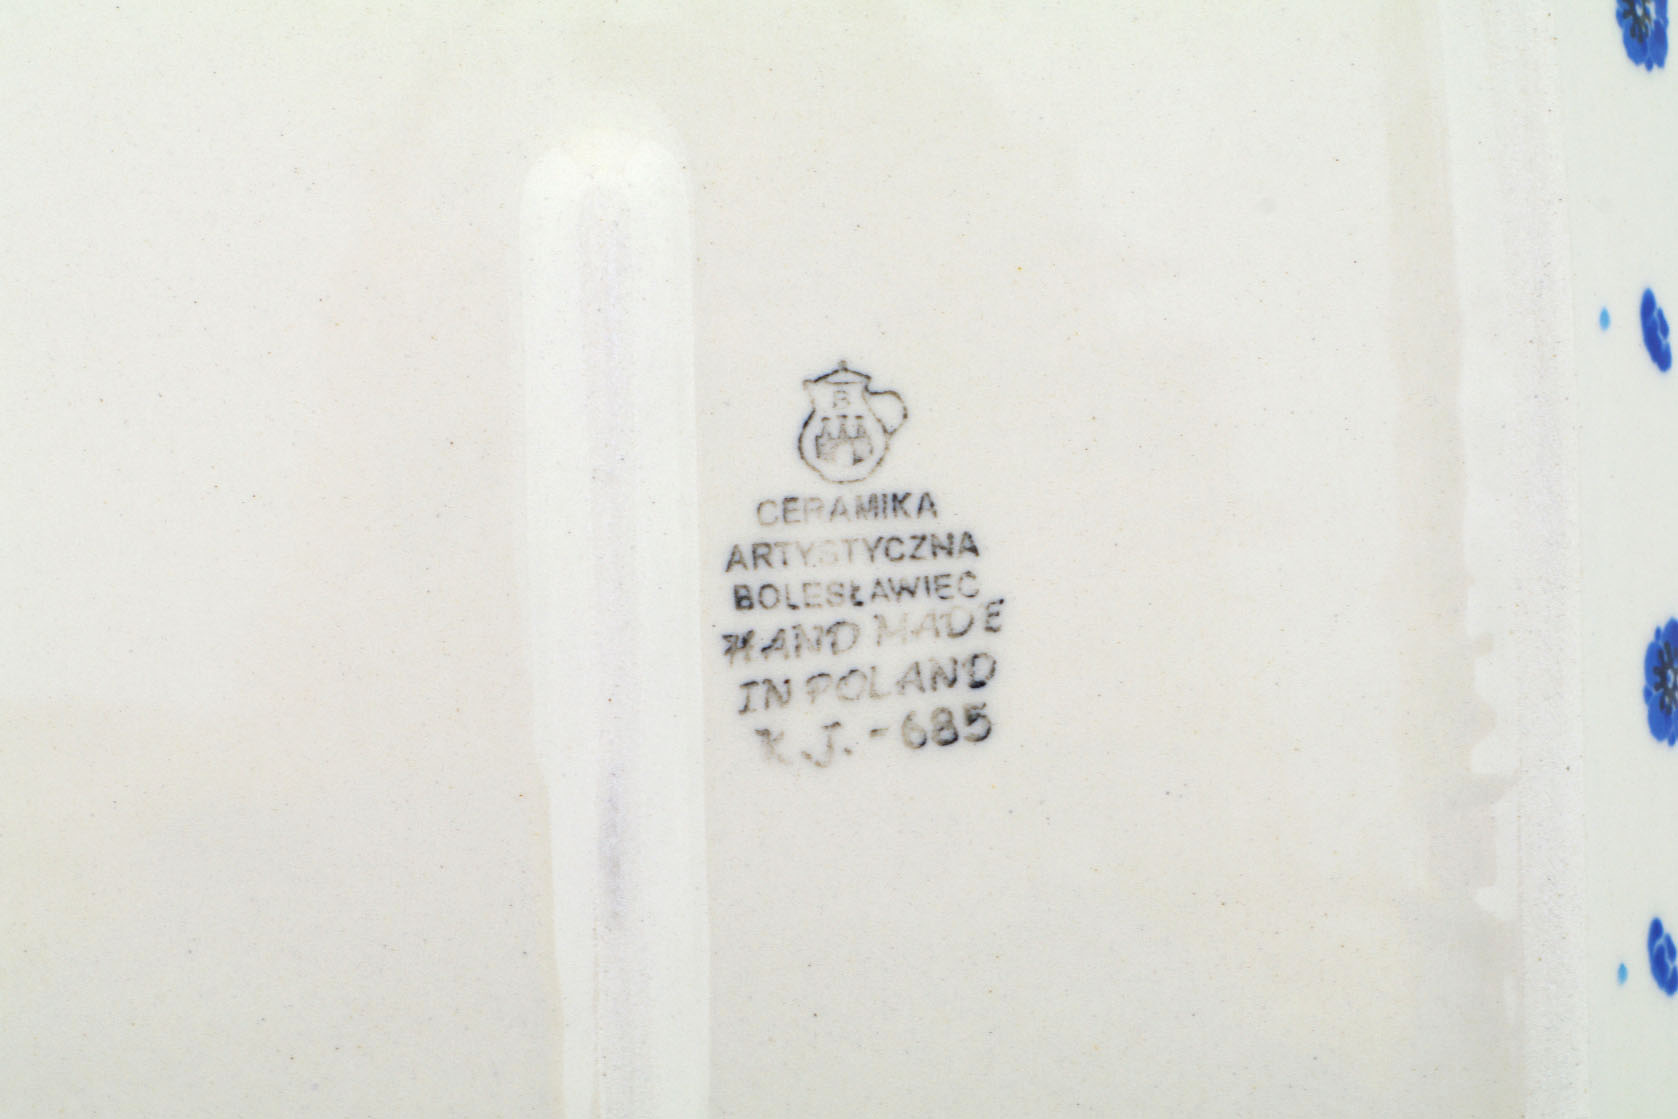 B
CERAMIKA
ARTYSTYCZNA
BOLESŁAWIEC
HAND MADE
IN POLAND
K.J.-685